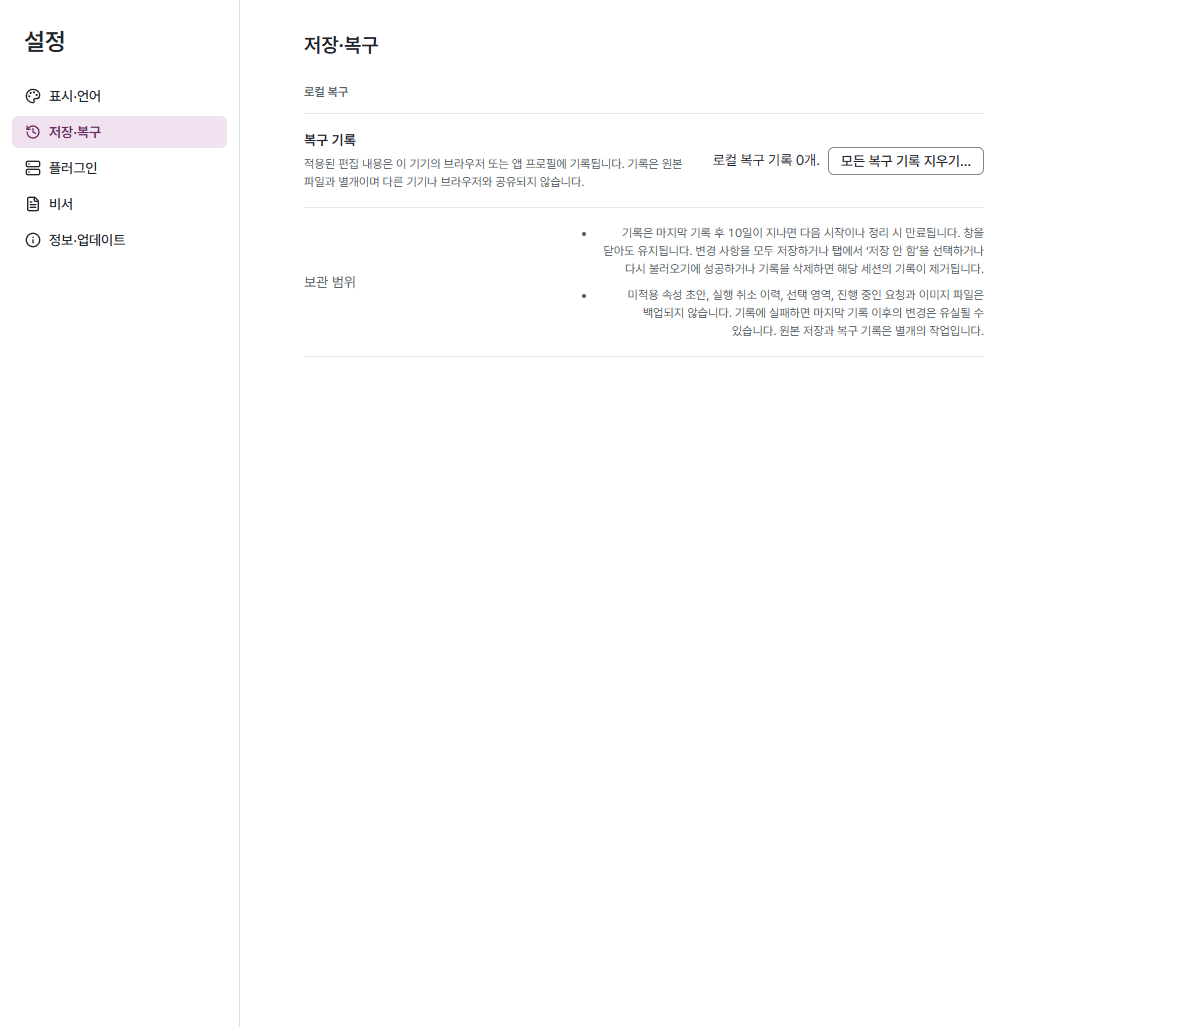 설정
표시·언어
저장·복구
플러그인
비서
정보·업데이트
저장·복구
로컬 복구
복구 기록
적용된 편집 내용은 이 기기의 브라우저 또는 앱 프로필에 기록됩니다. 기록은 원본
파일과 별개이며 다른 기기나 브라우저와 공유되지 않습니다.
로컬 복구 기록 0개.
모든 복구 기록 지우기...
보관 범위
• 기록은 마지막 기록 후 10일이 지나면 다음 시작이나 정리 시 만료됩니다. 창을
닫아도 유지됩니다. 변경 사항을 모두 저장하거나 탭에서 ‘저장 안 함’을 선택하거나
다시 불러오기에 성공하거나 기록을 삭제하면 해당 세션의 기록이 제거됩니다.
• 미적용 속성 초안, 실행 취소 이력, 선택 영역, 진행 중인 요청과 이미지 파일은
백업되지 않습니다. 기록에 실패하면 마지막 기록 이후의 변경은 유실될 수
있습니다. 원본 저장과 복구 기록은 별개의 작업입니다.